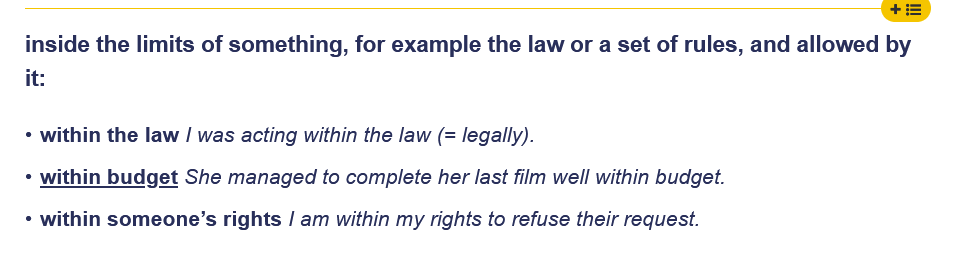 inside the limits of something, for example the law or a set of rules, and allowed by
it:
• within the law I was acting within the law (= legally).
• within budget She managed to complete her last film well within budget.
• within someone’s rights I am within my rights to refuse their request.